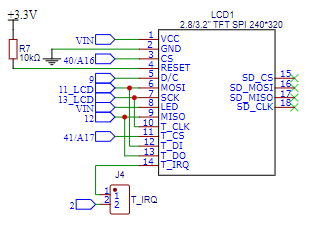 LCD1
2.8/3.2" TFT SPI 240*320
+3.3V
R7
10kΩ
VIN 1 VCC
2 GND
40/A16 3 CS
4 RESET
9 5 D/C
11_LCD 6 MOSI
13_LCD 7 SCK
VIN 8 LED
12 9 MISO
10 T_CLK
41/A17 11 T_CS
12 T_DI
13 T_DO
14 T_IRQ
SD_CS 15
SD_MOSI 16
SD_MISO 17
SD_CLK 18
J4
1 1
2 2 2
T_IRQ